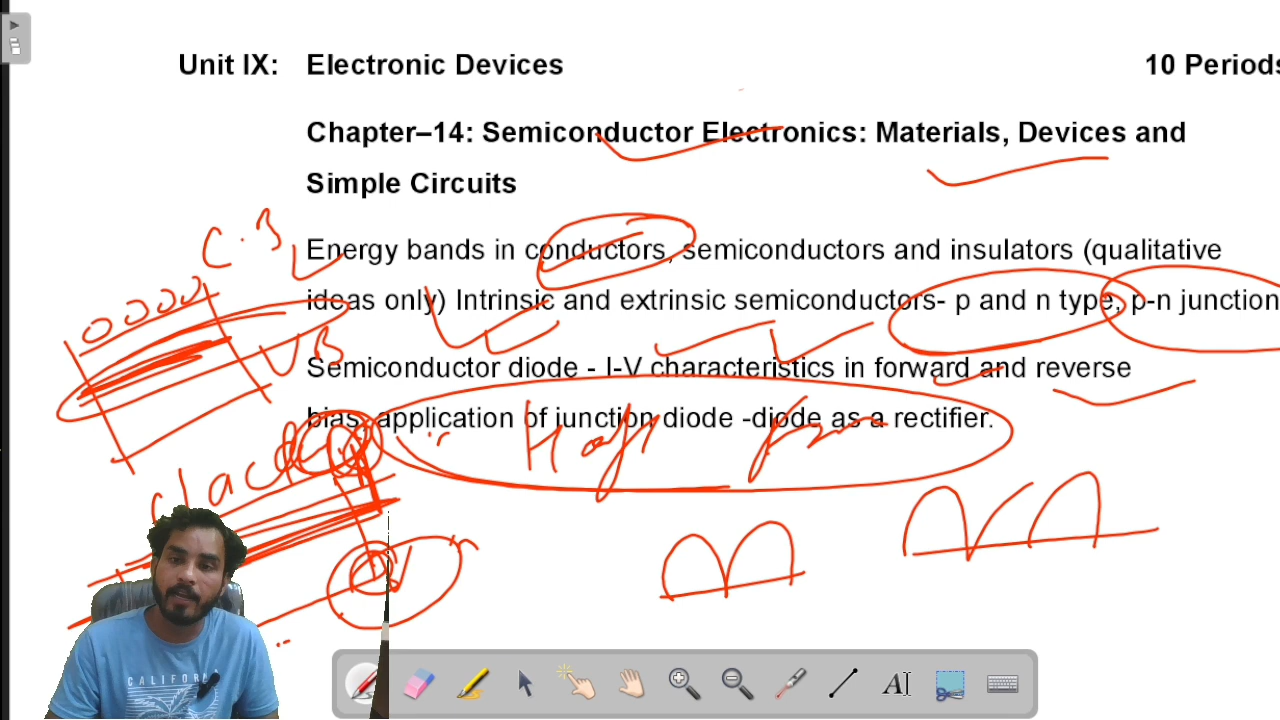 Unit IX: Electronic Devices 10 Periods
Chapter–14: Semiconductor Electronics: Materials, Devices and
Simple Circuits
C.B
Energy bands in conductors, semiconductors and insulators (qualitative
ideas only) Intrinsic and extrinsic semiconductors- p and n type, p-n junction
VB
Semiconductor diode - I-V characteristics in forward and reverse
bias, application of junction diode -diode as a rectifier.
Half
CALIFOR